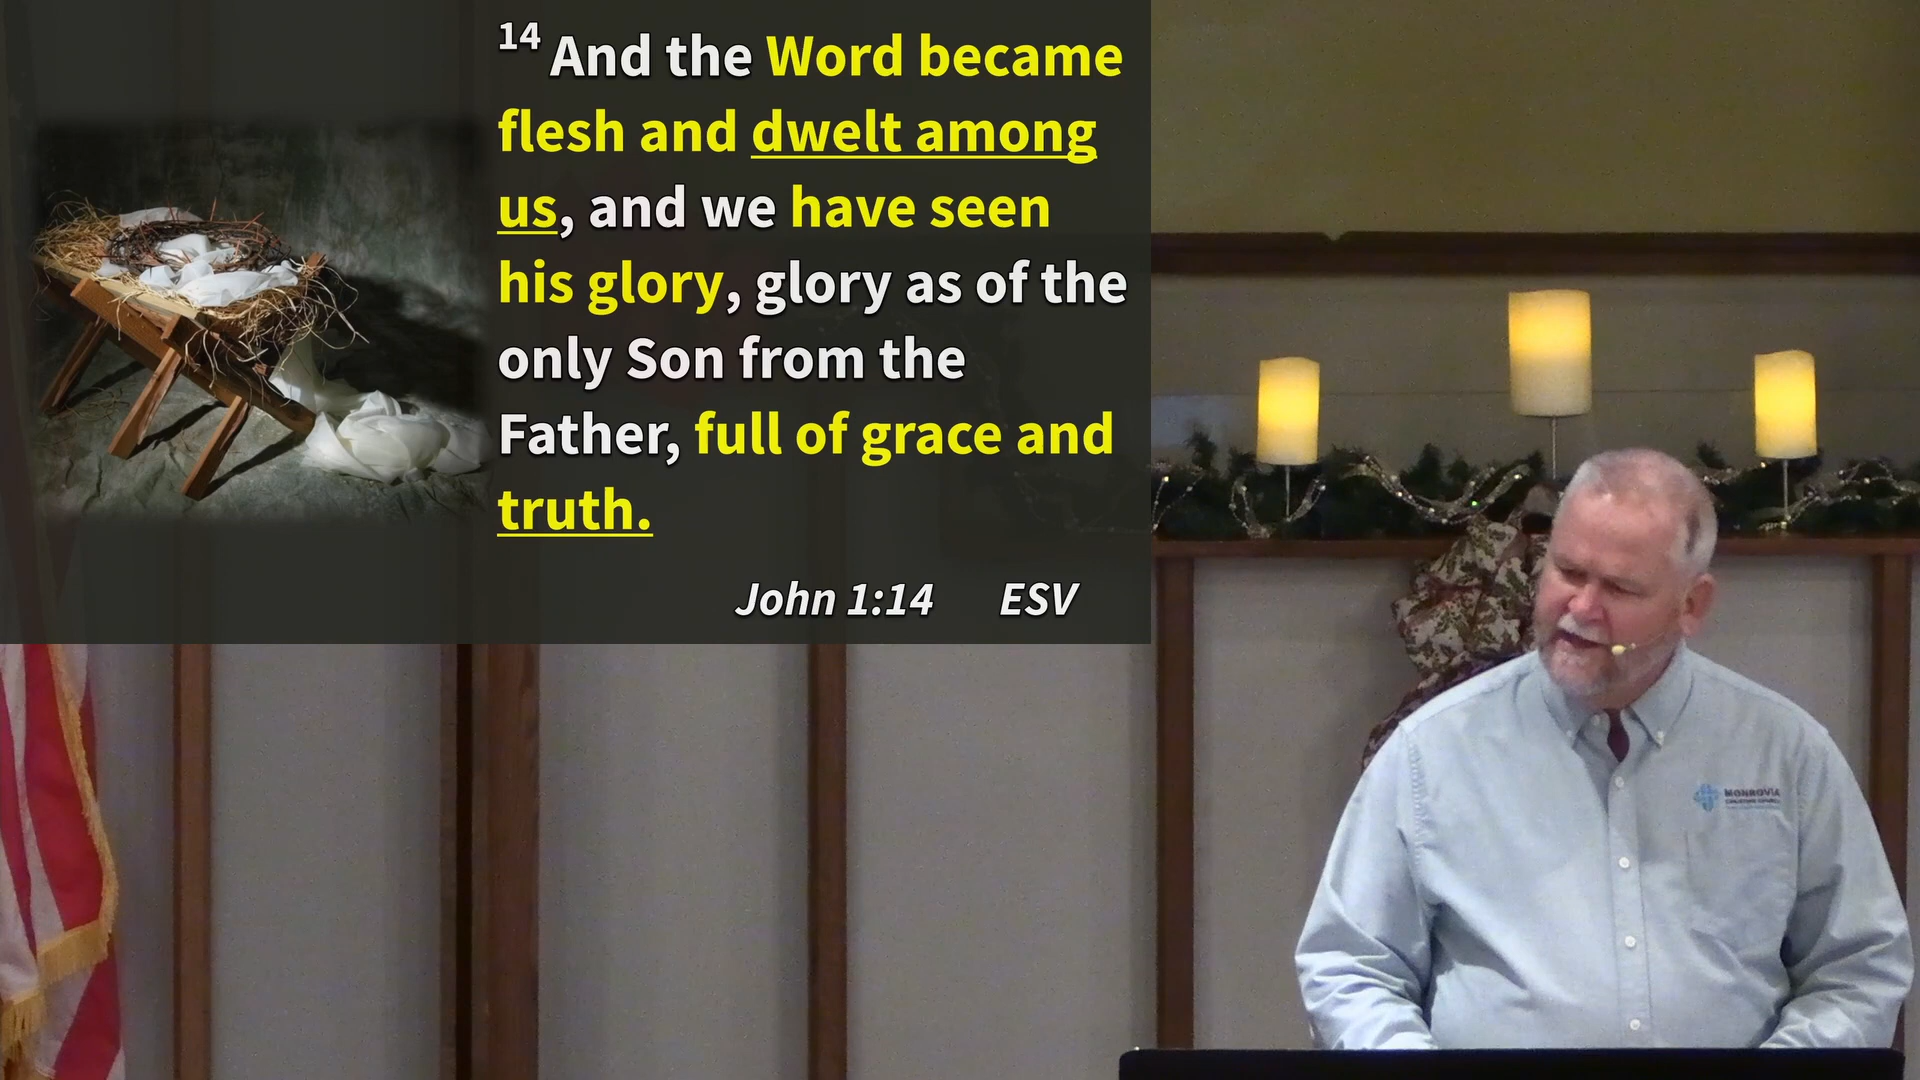 14 And the Word became
flesh and dwelt among
us, and we have seen
his glory, glory as of the
only Son from the
Father, full of grace and
truth.
John 1:14 ESV
MONROVIA